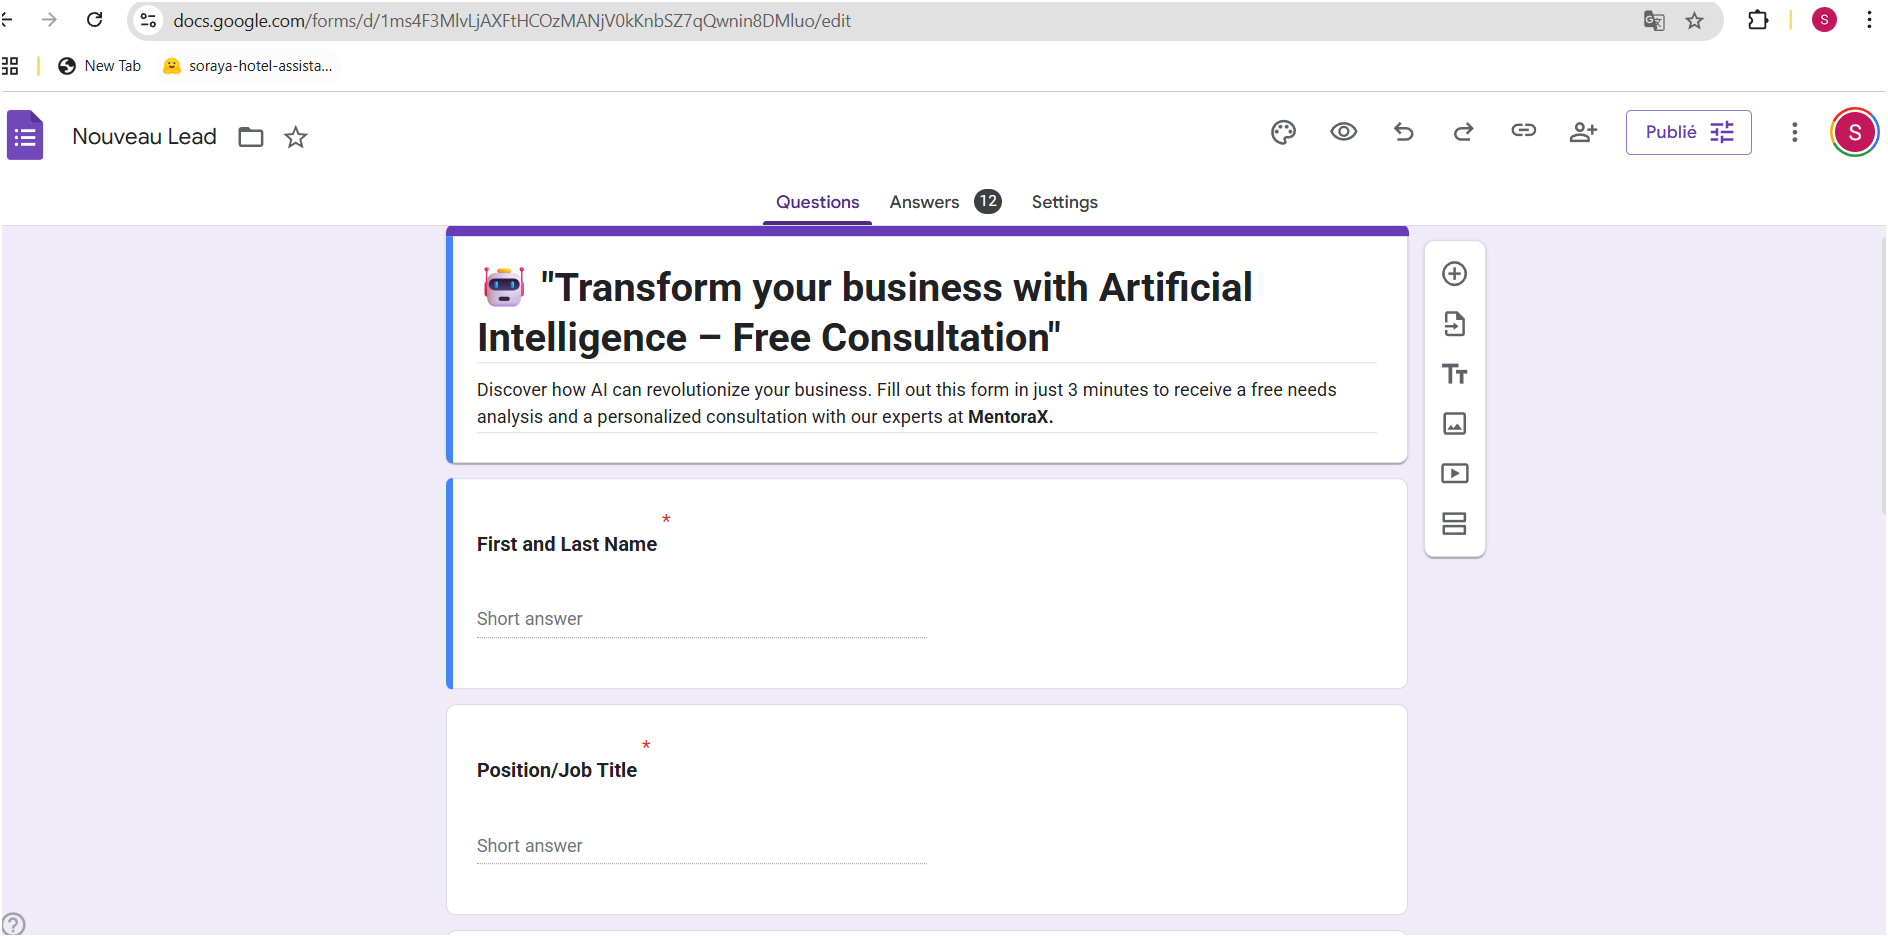 docs.google.com/forms/d/1ms4F3MlvLjAXFtHCOzMANjV0kKnbSZ7qQwnin8DMluo/edit
S
New Tab
soraya-hotel-assista...
Nouveau Lead
Publié
S
Questions
Answers
12
Settings
"Transform your business with Artificial
Intelligence – Free Consultation"
Discover how AI can revolutionize your business. Fill out this form in just 3 minutes to receive a free needs
analysis and a personalized consultation with our experts at MentoraX.
*
First and Last Name
Short answer
*
Position/Job Title
Short answer